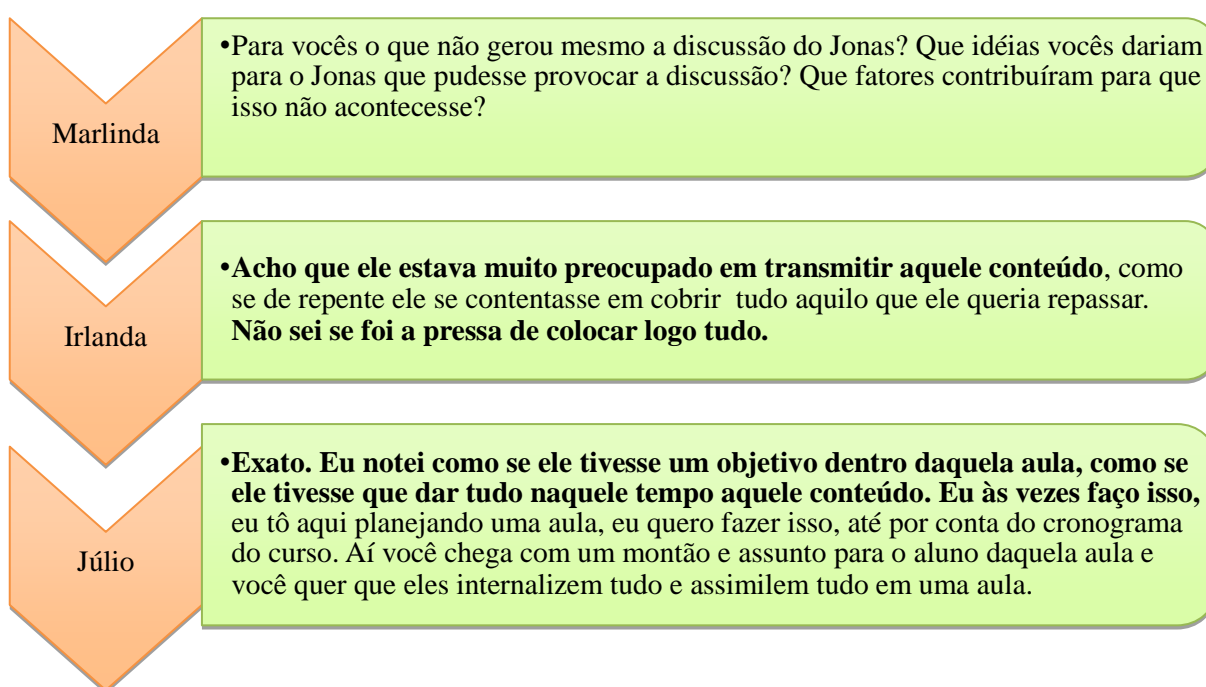 Marlinda
•Para vocês o que não gerou mesmo a discussão do Jonas? Que idéias vocês dariam
para o Jonas que pudesse provocar a discussão? Que fatores contribuíram para que
isso não acontecesse?
Irlanda
•Acho que ele estava muito preocupado em transmitir aquele conteúdo, como
se de repente ele se contentasse em cobrir tudo aquilo que ele queria repassar.
Não sei se foi a pressa de colocar logo tudo.
Júlio
•Exato. Eu notei como se ele tivesse um objetivo dentro daquela aula, como se
ele tivesse que dar tudo naquele tempo aquele conteúdo. Eu às vezes faço isso,
eu tô aqui planejando uma aula, eu quero fazer isso, até por conta do cronograma
do curso. Aí você chega com um montão e assunto para o aluno daquela aula e
você quer que eles internalizem tudo e assimilem tudo em uma aula.